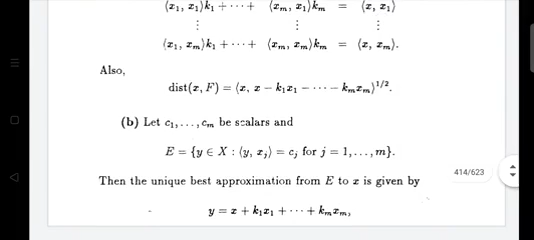 ⟨x₁, x₁⟩k₁ + ··· + ⟨xₘ, x₁⟩kₘ = ⟨x, x₁⟩
⋮ ⋮ ⋮
⟨x₁, xₘ⟩k₁ + ··· + ⟨xₘ, xₘ⟩kₘ = ⟨x, xₘ⟩.
Also,
dist(x, F) = ⟨x, x − k₁x₁ − ··· − kₘxₘ⟩¹/².
(b) Let c₁, . . . , cₘ be scalars and
E = {y ∈ X : ⟨y, xⱼ⟩ = cⱼ for j = 1, . . . , m}.
414/623
Then the unique best approximation from E to x is given by
y = x + k₁x₁ + ··· + kₘxₘ,